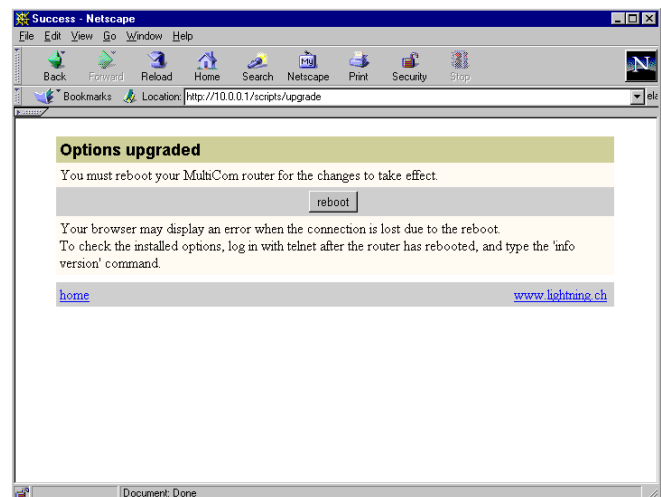 Success - Netscape
File Edit View Go Window Help
Back Forward Reload Home Search Netscape Print Security Stop
My
N
Bookmarks Location: http://10.0.0.1/scripts/upgrade
Options upgraded
You must reboot your MultiCom router for the changes to take effect.
reboot
Your browser may display an error when the connection is lost due to the reboot.
To check the installed options, log in with telnet after the router has rebooted, and type the 'info
version' command.
home www.lightning.ch
Document: Done